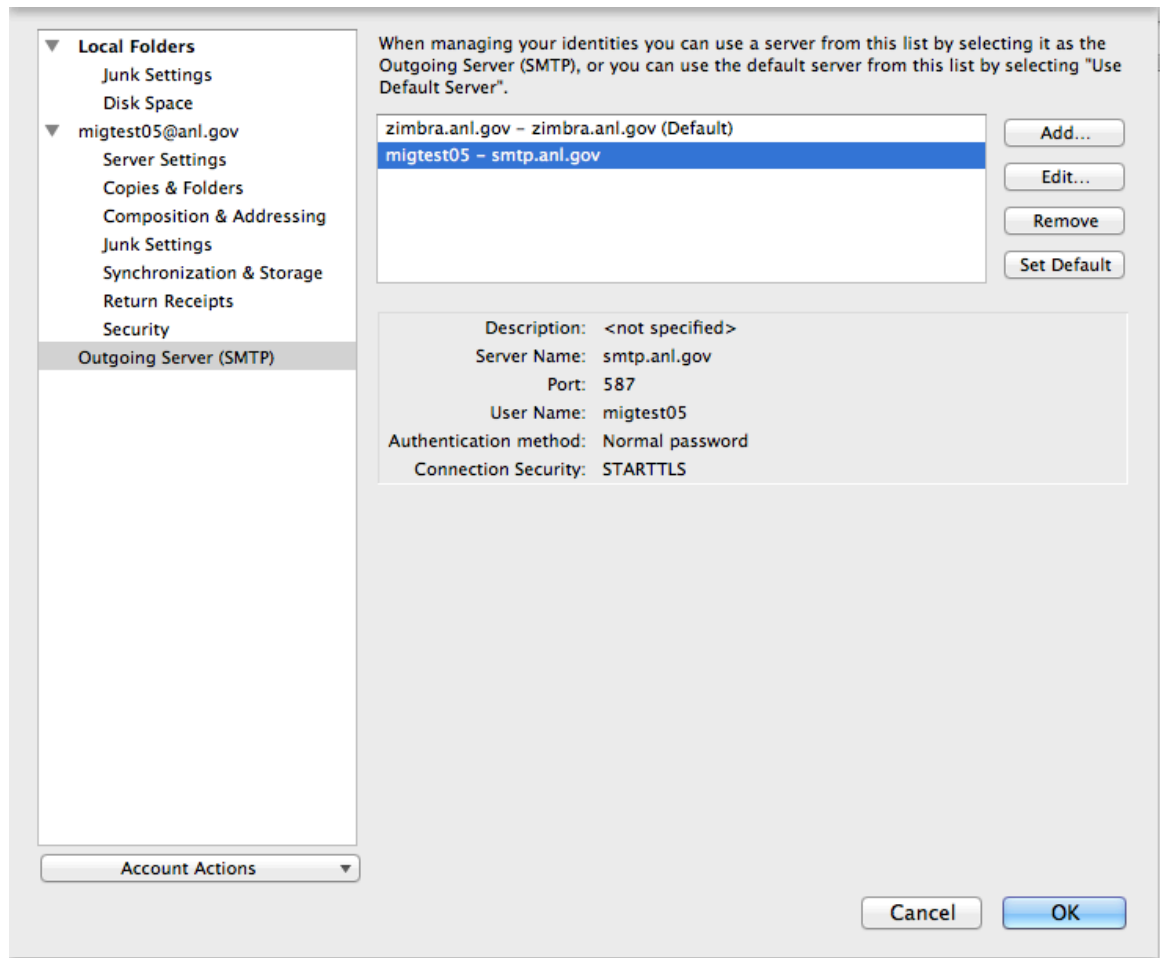 Local Folders
Junk Settings
Disk Space
migtest05@anl.gov
Server Settings
Copies & Folders
Composition & Addressing
Junk Settings
Synchronization & Storage
Return Receipts
Security
Outgoing Server (SMTP)
Account Actions
When managing your identities you can use a server from this list by selecting it as the
Outgoing Server (SMTP), or you can use the default server from this list by selecting "Use
Default Server".
zimbra.anl.gov – zimbra.anl.gov (Default)
migtest05 – smtp.anl.gov
Add...
Edit...
Remove
Set Default
Description: <not specified>
Server Name: smtp.anl.gov
Port: 587
User Name: migtest05
Authentication method: Normal password
Connection Security: STARTTLS
Cancel
OK